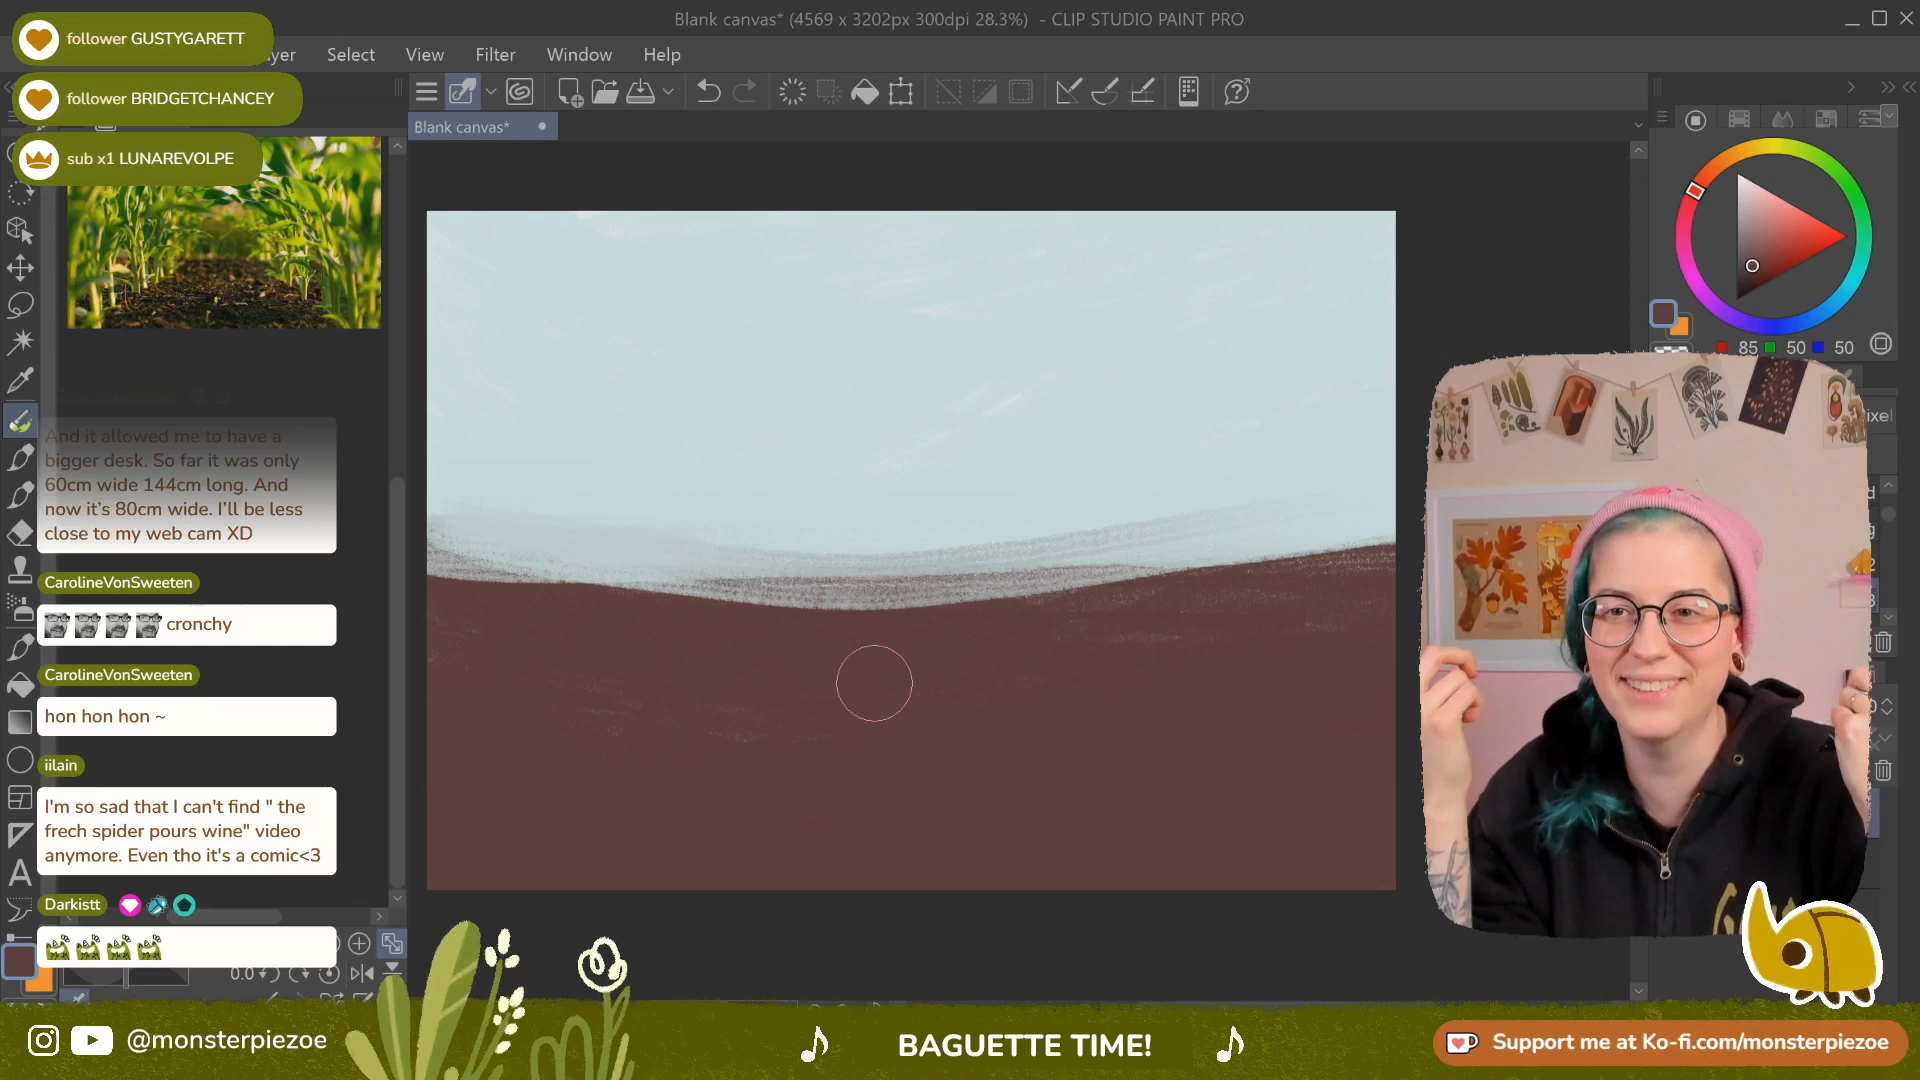 Blank canvas* (4569 x 3202px 300dpi 28.3%) - CLIP STUDIO PAINT PRO
follower GUSTYGARETT
Select
View
Filter
Window
Help
follower BRIDGETCHANCEY
Blank canvas*
sub x1 LUNAREVOLPE
85 50 50
And it allowed me to have a
bigger desk. So far it was only
60cm wide 144cm long. And
now it's 80cm wide. I'll be less
close to my web cam XD
CarolineVonSweeten
cronchy
CarolineVonSweeten
hon hon hon ~
iilain
I'm so sad that I can't find " the
frech spider pours wine" video
anymore. Even tho it's a comic<3
Darkistt
0.0
@monsterpiezoe
BAGUETTE TIME!
Support me at Ko-fi.com/monsterpiezoe